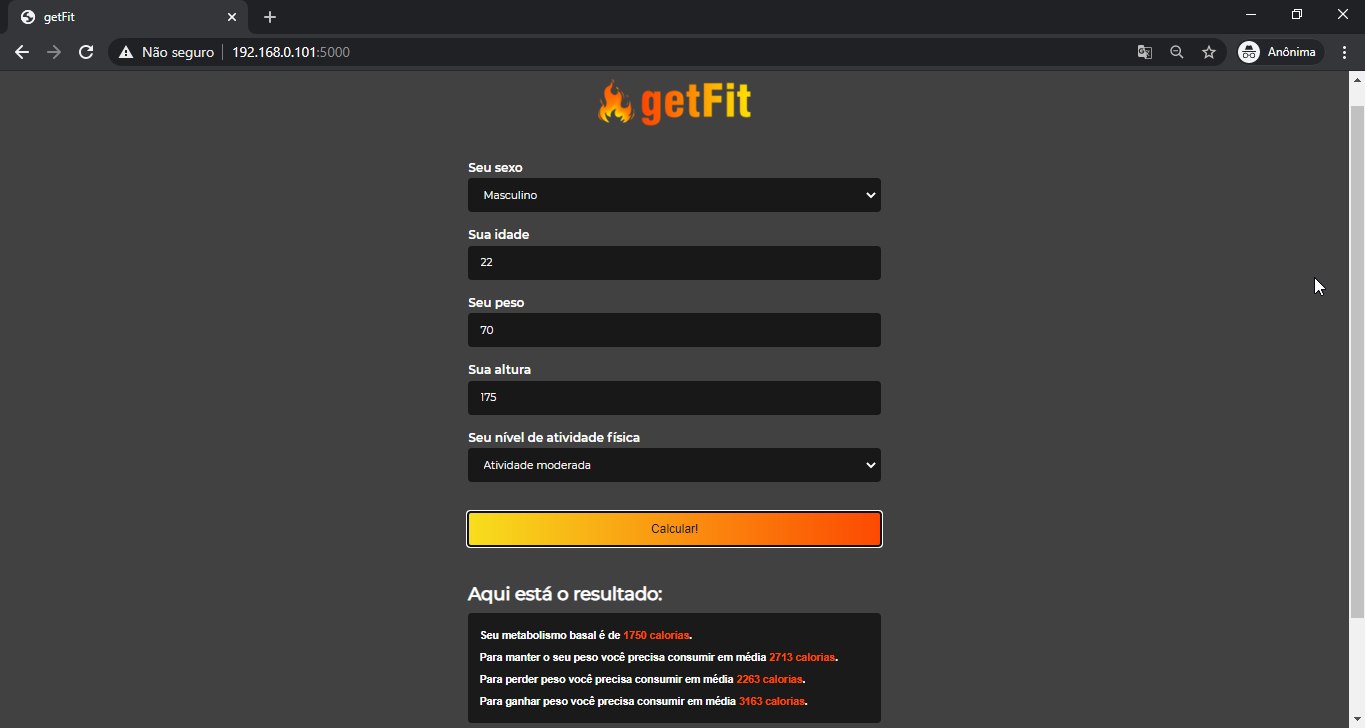 getFit
Não seguro
192.168.0.101:5000
Anônima
getFit
Seu sexo
Masculino
Sua idade
22
Seu peso
70
Sua altura
175
Seu nível de atividade física
Atividade moderada
Calcular!
Aqui está o resultado:
Seu metabolismo basal é de 1750 calorias.
Para manter o seu peso você precisa consumir em média 2713 calorias.
Para perder peso você precisa consumir em média 2263 calorias.
Para ganhar peso você precisa consumir em média 3163 calorias.